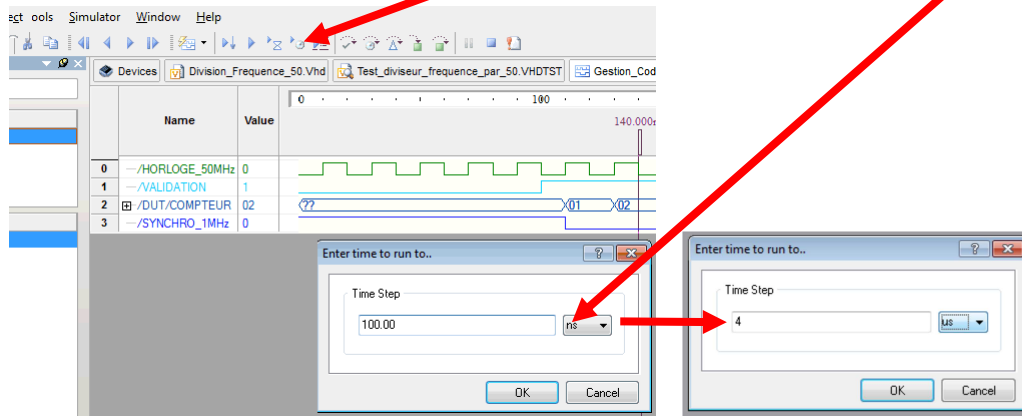 ect ools Simulator Window Help
Devices Division_Frequence_50.Vhd Test_diviseur_frequence_par_50.VHDTST Gestion_Cod
0 100
Name Value
140.000
0 /HORLOGE_50MHz 0
1 /VALIDATION 1
2 /DUT/COMPTEUR 02 ?? 01 02
3 /SYNCHRO_1MHz 0
Enter time to run to..
Time Step
100.00 ns
OK Cancel
Enter time to run to..
Time Step
4 us
OK Cancel